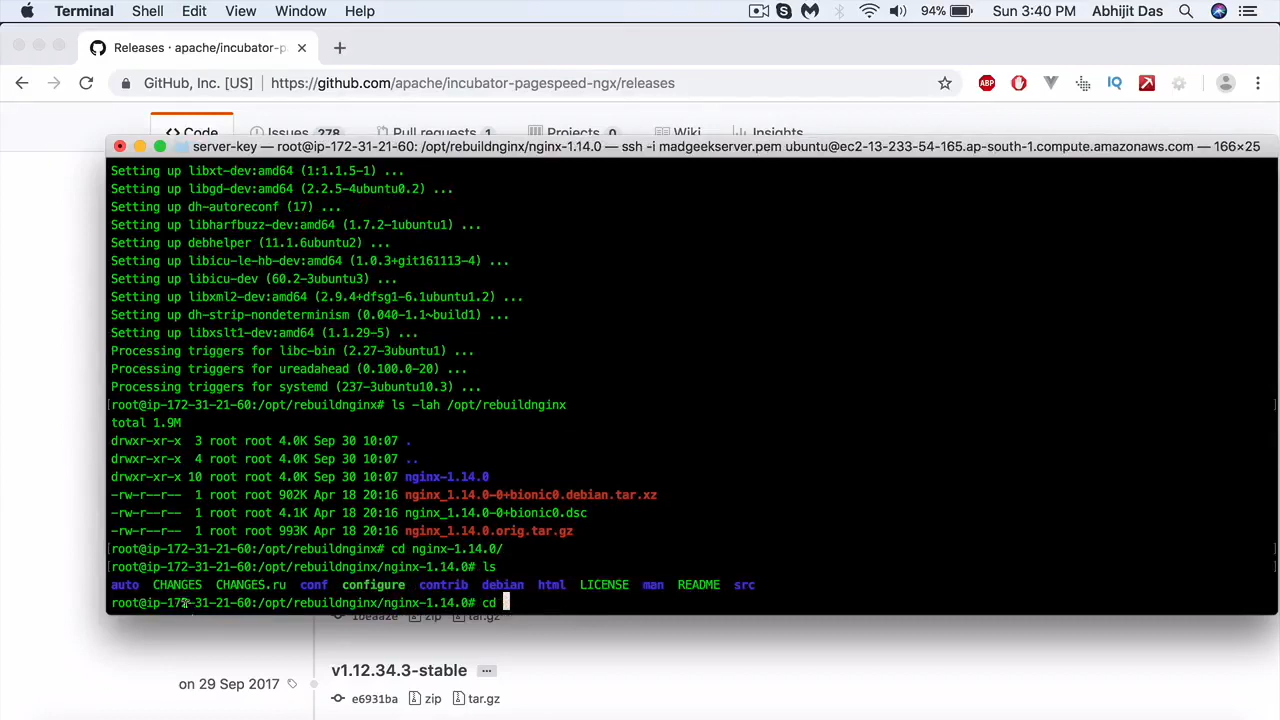 Terminal Shell Edit View Window Help 94% Sun 3:40 PM Abhijit Das
Releases · apache/incubator-p
GitHub, Inc. [US] | https://github.com/apache/incubator-pagespeed-ngx/releases ABP IQ
<> Code Issues 278 Pull requests 1 Projects 0 Wiki Insights
server-key — root@ip-172-31-21-60: /opt/rebuildnginx/nginx-1.14.0 — ssh -i madgeekserver.pem ubuntu@ec2-13-233-54-165.ap-south-1.compute.amazonaws.com — 166×25
Setting up libxt-dev:amd64 (1:1.1.5-1) ...
Setting up libgd-dev:amd64 (2.2.5-4ubuntu0.2) ...
Setting up dh-autoreconf (17) ...
Setting up libharfbuzz-dev:amd64 (1.7.2-1ubuntu1) ...
Setting up debhelper (11.1.6ubuntu2) ...
Setting up libicu-le-hb-dev:amd64 (1.0.3+git161113-4) ...
Setting up libicu-dev (60.2-3ubuntu3) ...
Setting up libxml2-dev:amd64 (2.9.4+dfsg1-6.1ubuntu1.2) ...
Setting up dh-strip-nondeterminism (0.040-1.1~build1) ...
Setting up libxslt1-dev:amd64 (1.1.29-5) ...
Processing triggers for libc-bin (2.27-3ubuntu1) ...
Processing triggers for ureadahead (0.100.0-20) ...
Processing triggers for systemd (237-3ubuntu10.3) ...
[root@ip-172-31-21-60:/opt/rebuildnginx# ls -lah /opt/rebuildnginx ]
total 1.9M
drwxr-xr-x 3 root root 4.0K Sep 30 10:07 .
drwxr-xr-x 4 root root 4.0K Sep 30 10:07 ..
drwxr-xr-x 10 root root 4.0K Sep 30 10:07 nginx-1.14.0
-rw-r--r-- 1 root root 902K Apr 18 20:16 nginx_1.14.0-0+bionic0.debian.tar.xz
-rw-r--r-- 1 root root 4.1K Apr 18 20:16 nginx_1.14.0-0+bionic0.dsc
-rw-r--r-- 1 root root 993K Apr 18 20:16 nginx_1.14.0.orig.tar.gz
[root@ip-172-31-21-60:/opt/rebuildnginx# cd nginx-1.14.0/ ]
[root@ip-172-31-21-60:/opt/rebuildnginx/nginx-1.14.0# ls ]
auto CHANGES CHANGES.ru conf configure contrib debian html LICENSE man README src
root@ip-172-31-21-60:/opt/rebuildnginx/nginx-1.14.0# cd
zip tar.gz
v1.12.34.3-stable ...
on 29 Sep 2017
e6931ba zip tar.gz